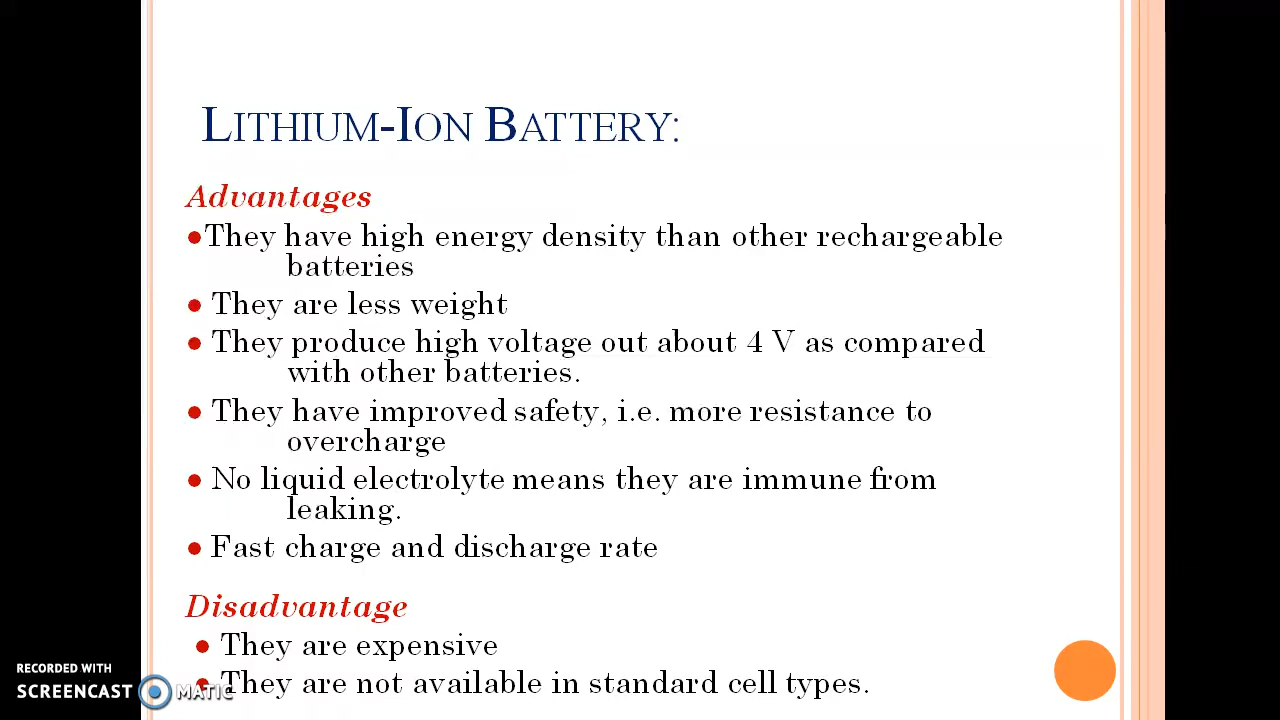 LITHIUM-ION BATTERY:
Advantages
•They have high energy density than other rechargeable
batteries
• They are less weight
• They produce high voltage out about 4 V as compared
with other batteries.
• They have improved safety, i.e. more resistance to
overcharge
• No liquid electrolyte means they are immune from
leaking.
• Fast charge and discharge rate
Disadvantage
• They are expensive
• They are not available in standard cell types.
RECORDED WITH
SCREENCAST MATIC